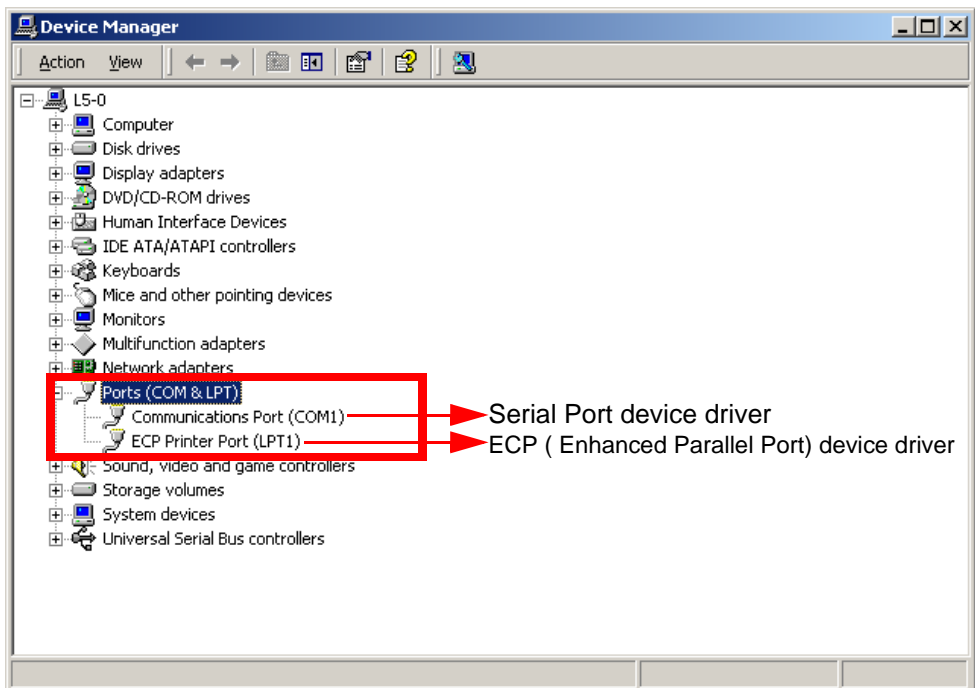 Device Manager
Action View
L5-0
Computer
Disk drives
Display adapters
DVD/CD-ROM drives
Human Interface Devices
IDE ATA/ATAPI controllers
Keyboards
Mice and other pointing devices
Monitors
Multifunction adapters
Network adapters
Ports (COM & LPT)
Communications Port (COM1) Serial Port device driver
ECP Printer Port (LPT1) ECP ( Enhanced Parallel Port) device driver
Sound, video and game controllers
Storage volumes
System devices
Universal Serial Bus controllers